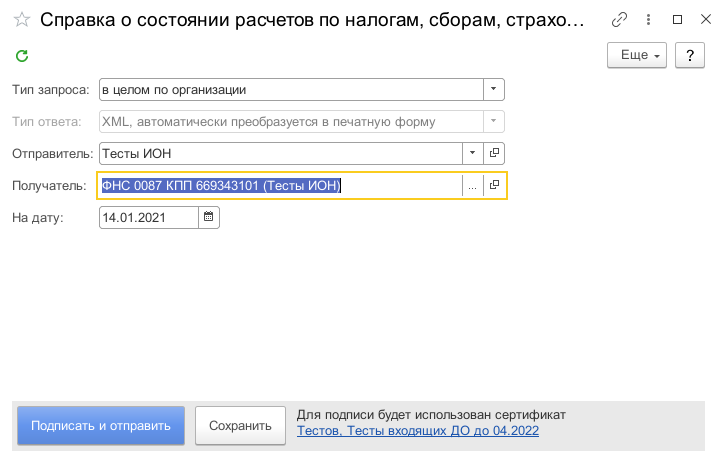 Справка о состоянии расчетов по налогам, сборам, страхо...
Еще
?
Тип запроса: в целом по организации
Тип ответа: XML, автоматически преобразуется в печатную форму
Отправитель: Тесты ИОН
Получатель: ФНС 0087 КПП 669343101 (Тесты ИОН) ...
На дату: 14.01.2021
Подписать и отправить
Сохранить
Для подписи будет использован сертификат
Тестов, Тесты входящих ДО до 04.2022